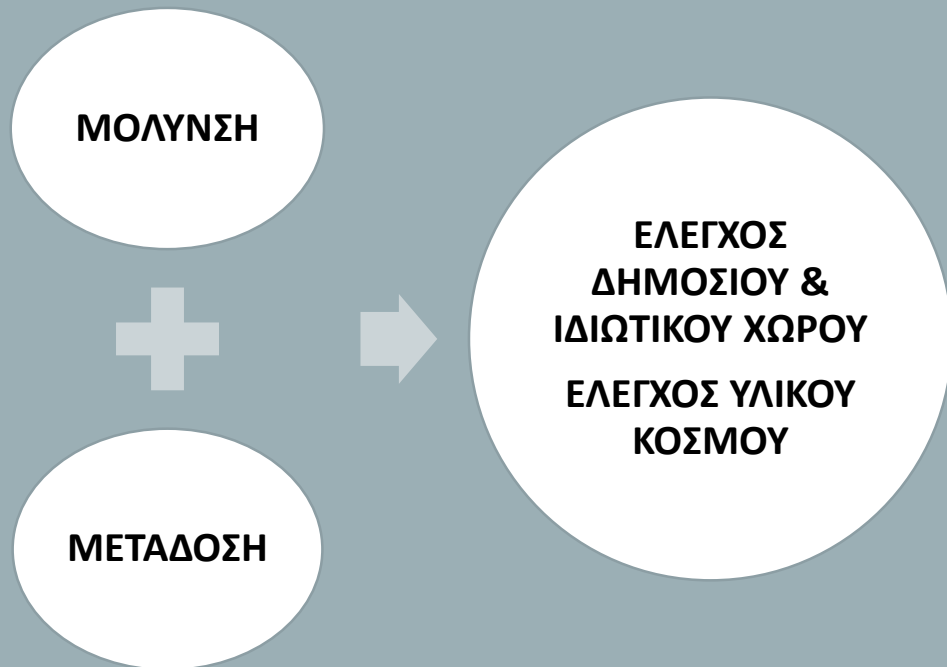 ΜΟΛΥΝΣΗ
ΜΕΤΑΔΟΣΗ
ΕΛΕΓΧΟΣ
ΔΗΜΟΣΙΟΥ &
ΙΔΙΩΤΙΚΟΥ ΧΩΡΟΥ
ΕΛΕΓΧΟΣ ΥΛΙΚΟΥ
ΚΟΣΜΟΥ